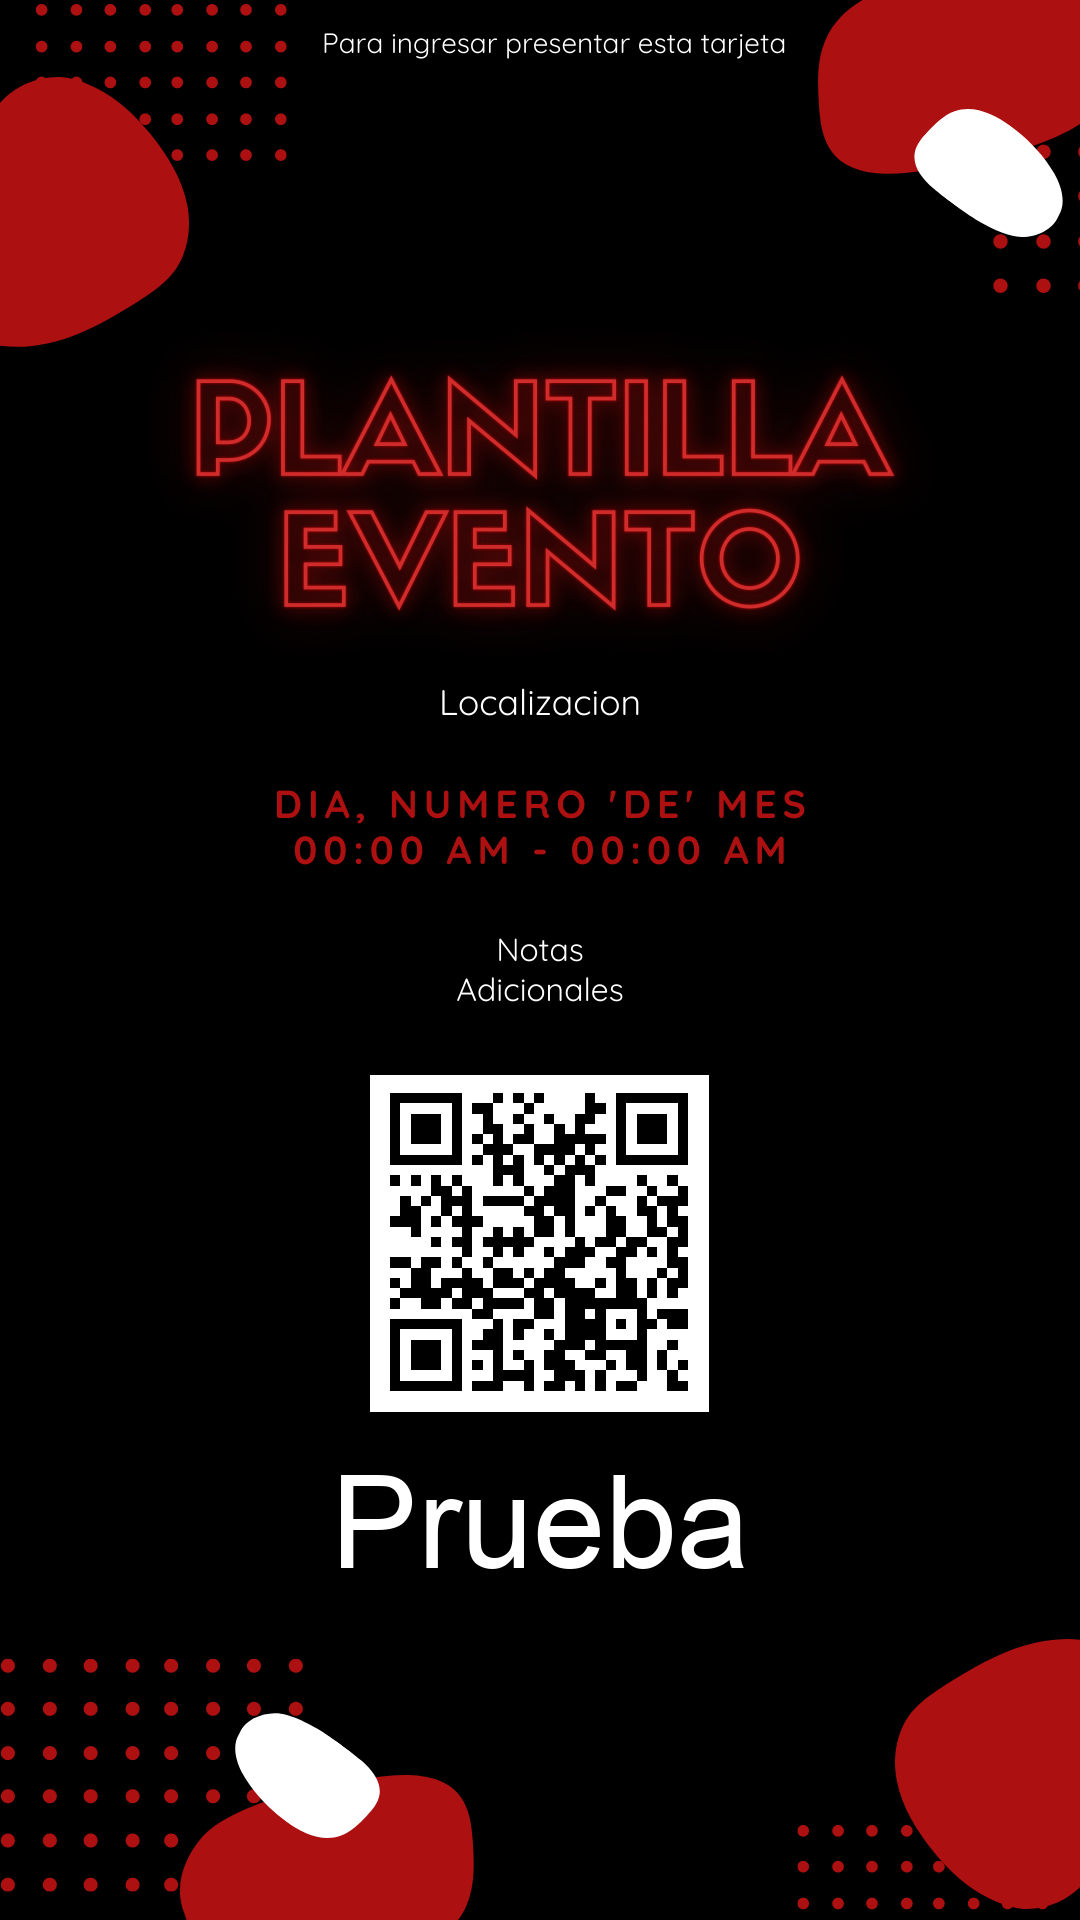 Para ingresar presentar esta tarjeta
PLANTILLA
EVENTO
Localizacion
DIA, NUMERO 'DE' MES
00:00 AM - 00:00 AM
Notas
Adicionales
Prueba